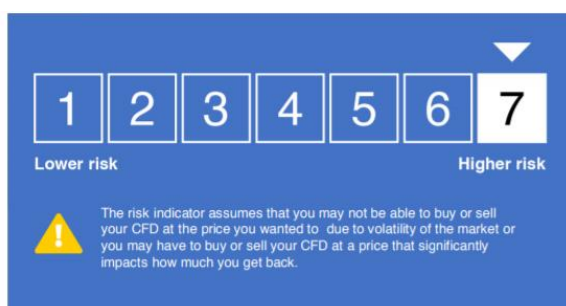 1 2 3 4 5 6 7
Lower risk Higher risk
The risk indicator assumes that you may not be able to buy or sell
your CFD at the price you wanted to due to volatility of the market or
you may have to buy or sell your CFD at a price that significantly
impacts how much you get back.